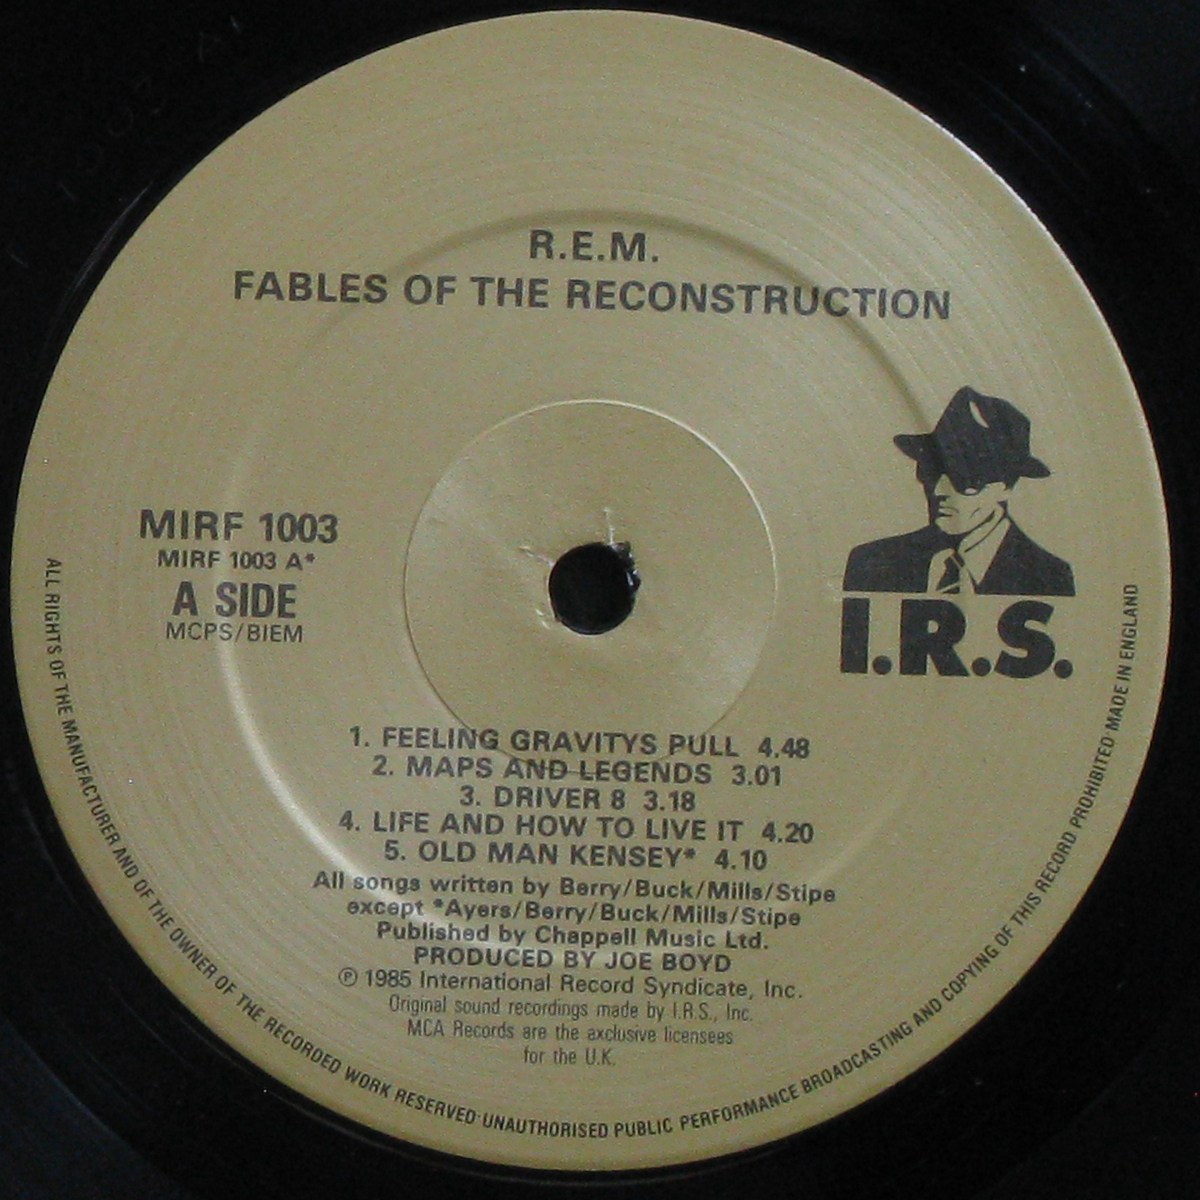 R.E.M.
FABLES OF THE RECONSTRUCTION
MIRF 1003
MIRF 1003 A*
A SIDE
MCPS/BIEM
I.R.S.
1. FEELING GRAVITYS PULL 4.48
2. MAPS AND LEGENDS 3.01
3. DRIVER 8 3.18
4. LIFE AND HOW TO LIVE IT 4.20
5. OLD MAN KENSEY* 4.10
All songs written by Berry/Buck/Mills/Stipe
except *Ayers/Berry/Buck/Mills/Stipe
Published by Chappell Music Ltd.
PRODUCED BY JOE BOYD
℗ 1985 International Record Syndicate, Inc.
Original sound recordings made by I.R.S., Inc.
MCA Records are the exclusive licensees
for the U.K.
ALL RIGHTS OF THE MANUFACTURER AND OF THE OWNER OF THE RECORDED WORK RESERVED·UNAUTHORISED PUBLIC PERFORMANCE BROADCASTING AND COPYING OF THIS RECORD PROHIBITED·MADE IN ENGLAND